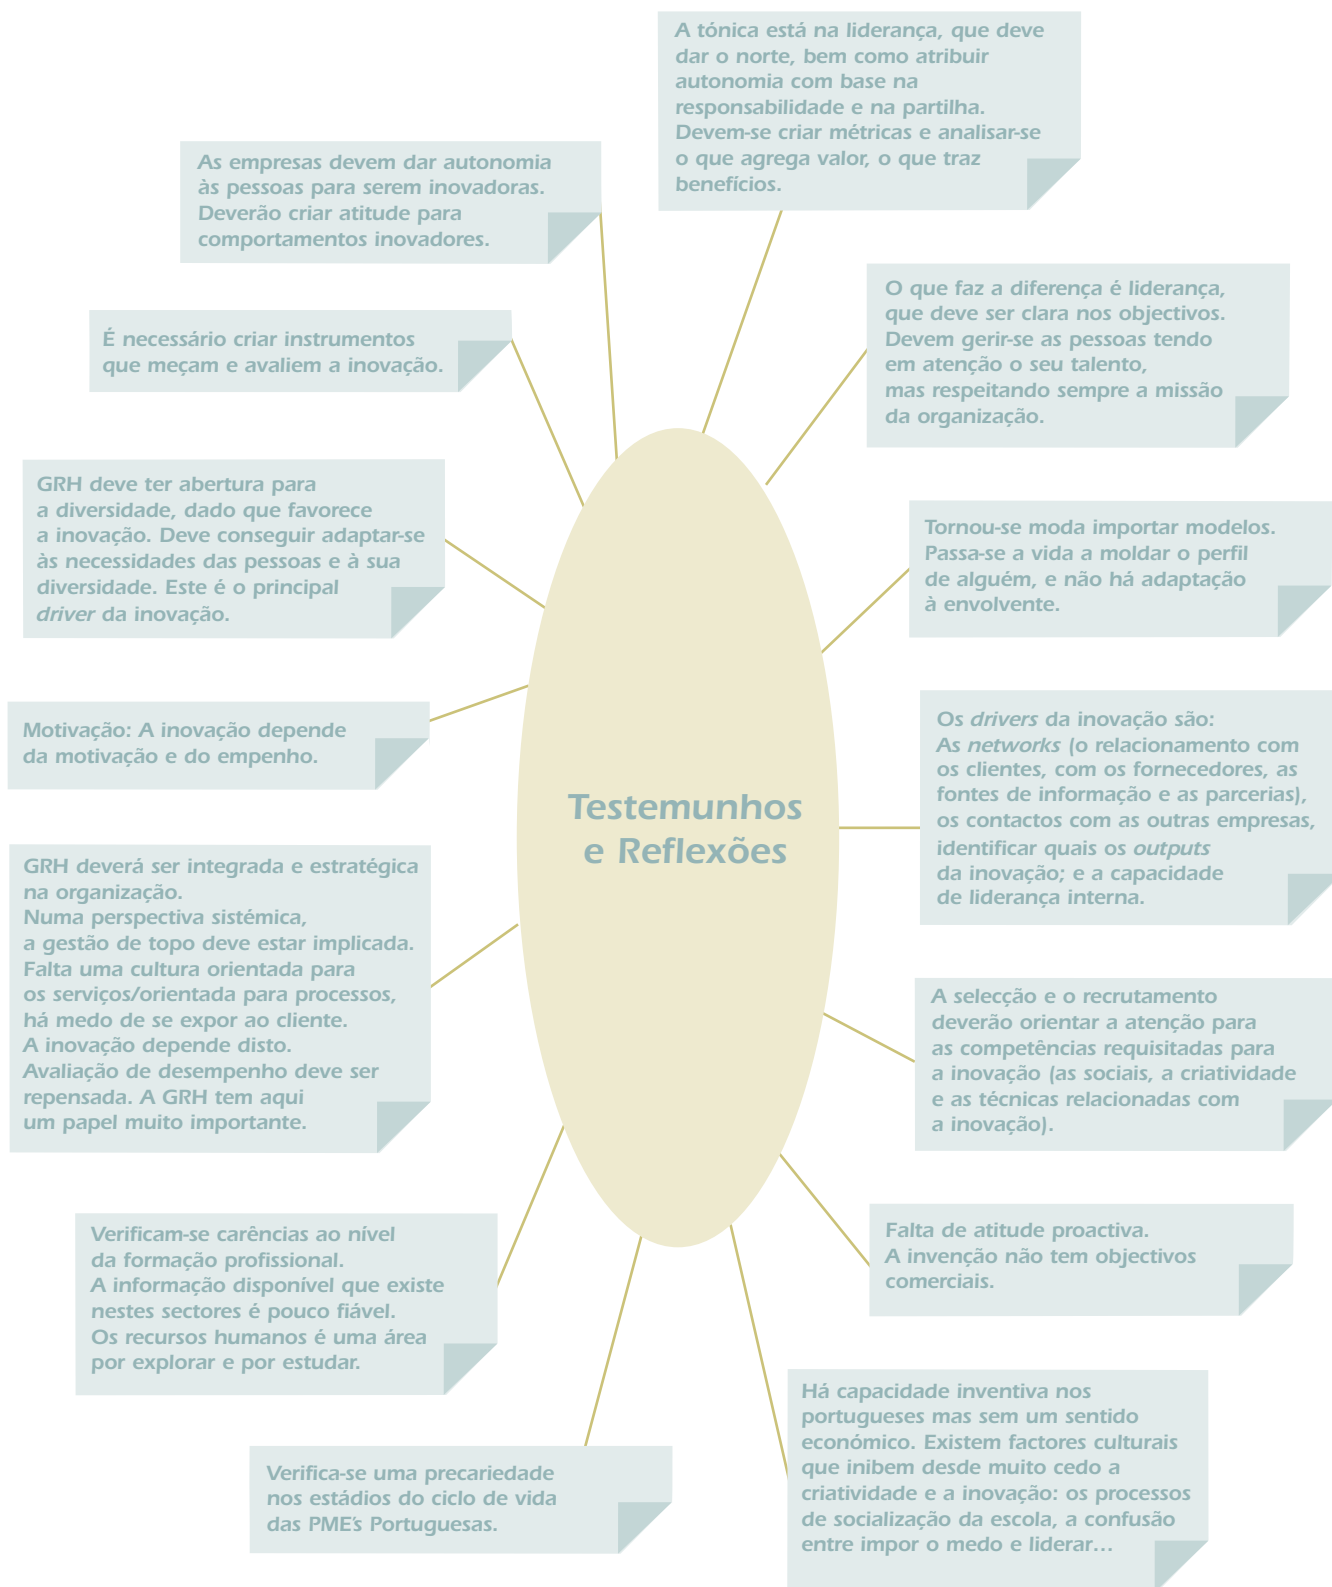 A tónica está na liderança, que deve
dar o norte, bem como atribuir
autonomia com base na
responsabilidade e na partilha.
Devem-se criar métricas e analisar-se
o que agrega valor, o que traz
benefícios.
As empresas devem dar autonomia
às pessoas para serem inovadoras.
Deverão criar atitude para
comportamentos inovadores.
O que faz a diferença é liderança,
que deve ser clara nos objectivos.
Devem gerir-se as pessoas tendo
em atenção o seu talento,
mas respeitando sempre a missão
da organização.
É necessário criar instrumentos
que meçam e avaliem a inovação.
GRH deve ter abertura para
a diversidade, dado que favorece
a inovação. Deve conseguir adaptar-se
às necessidades das pessoas e à sua
diversidade. Este é o principal
driver da inovação.
Tornou-se moda importar modelos.
Passa-se a vida a moldar o perfil
de alguém, e não há adaptação
à envolvente.
Motivação: A inovação depende
da motivação e do empenho.
Os drivers da inovação são:
As networks (o relacionamento com
os clientes, com os fornecedores, as
fontes de informação e as parcerias),
os contactos com as outras empresas,
identificar quais os outputs
da inovação; e a capacidade
de liderança interna.
Testemunhos
e Reflexões
GRH deverá ser integrada e estratégica
na organização.
Numa perspectiva sistémica,
a gestão de topo deve estar implicada.
Falta uma cultura orientada para
os serviços/orientada para processos,
há medo de se expor ao cliente.
A inovação depende disto.
Avaliação de desempenho deve ser
repensada. A GRH tem aqui
um papel muito importante.
A selecção e o recrutamento
deverão orientar a atenção para
as competências requisitadas para
a inovação (as sociais, a criatividade
e as técnicas relacionadas com
a inovação).
Verificam-se carências ao nível
da formação profissional.
A informação disponível que existe
nestes sectores é pouco fiável.
Os recursos humanos é uma área
por explorar e por estudar.
Falta de atitude proactiva.
A invenção não tem objectivos
comerciais.
Há capacidade inventiva nos
portugueses mas sem um sentido
económico. Existem factores culturais
que inibem desde muito cedo a
criatividade e a inovação: os processos
de socialização da escola, a confusão
entre impor o medo e liderar…
Verifica-se uma precariedade
nos estádios do ciclo de vida
das PME's Portuguesas.